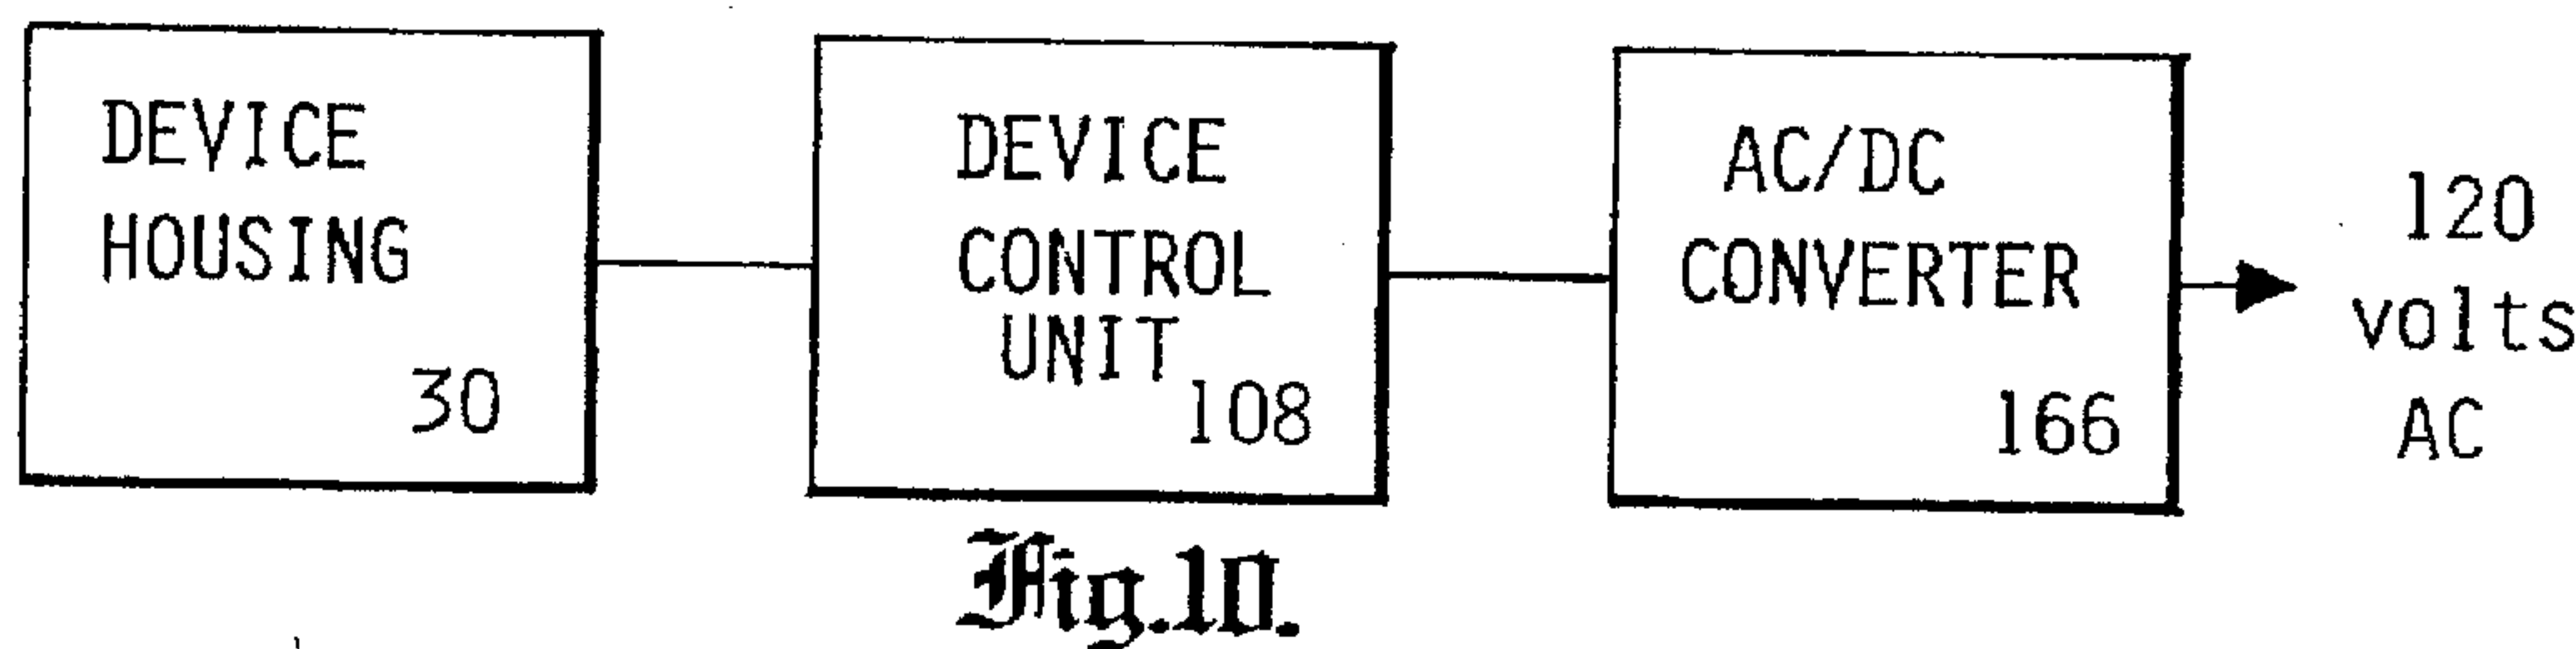 DEVICE
HOUSING
30
DEVICE
CONTROL
UNIT
108
AC/DC
CONVERTER
166
120
volts
AC
Fig.10.